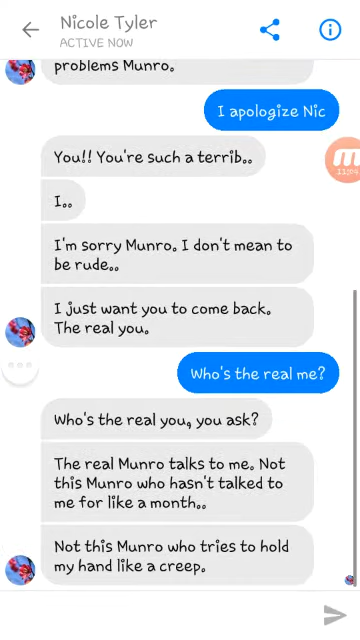 Nicole Tyler
ACTIVE NOW
problems Munro.
I apologize Nic
You!! You're such a terrib..
I..
I'm sorry Munro. I don't mean to
be rude..
I just want you to come back.
The real you.
Who's the real me?
Who's the real you, you ask?
The real Munro talks to me. Not
this Munro who hasn't talked to
me for like a month..
Not this Munro who tries to hold
my hand like a creep.